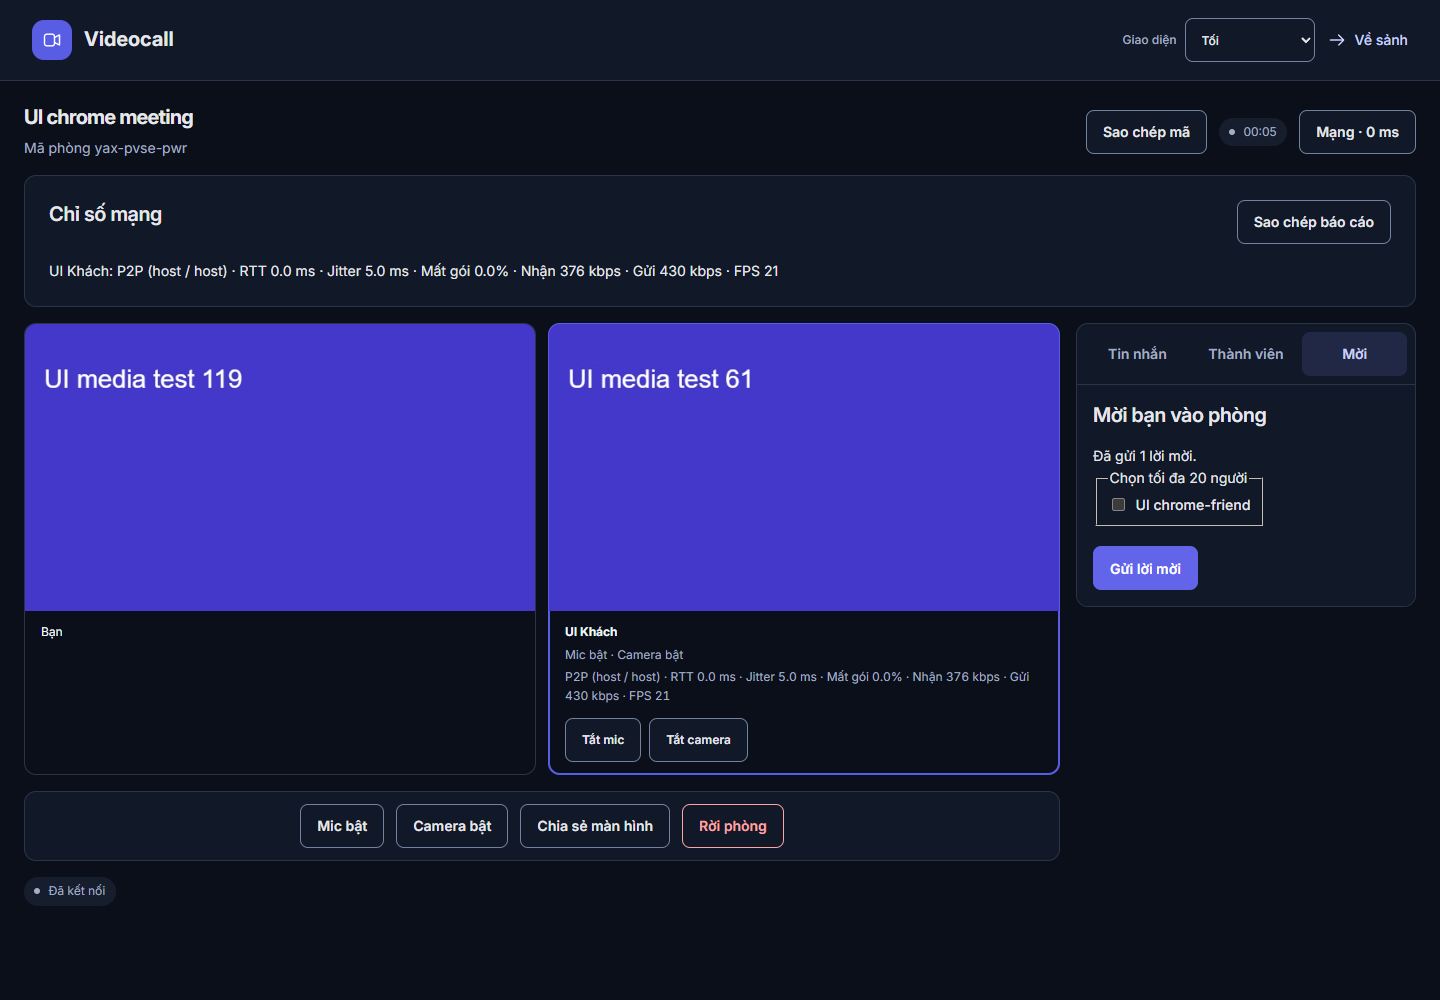 Videocall
Giao diện
Tối
Về sảnh
UI chrome meeting
Mã phòng yax-pvse-pwr
Sao chép mã
00:05
Mạng · 0 ms
Chỉ số mạng
Sao chép báo cáo
UI Khách: P2P (host / host) · RTT 0.0 ms · Jitter 5.0 ms · Mất gói 0.0% · Nhận 376 kbps · Gửi 430 kbps · FPS 21
UI media test 119
Bạn
UI media test 61
UI Khách
Mic bật · Camera bật
P2P (host / host) · RTT 0.0 ms · Jitter 5.0 ms · Mất gói 0.0% · Nhận 376 kbps · Gửi
430 kbps · FPS 21
Tắt mic
Tắt camera
Tin nhắn
Thành viên
Mời
Mời bạn vào phòng
Đã gửi 1 lời mời.
Chọn tối đa 20 người
UI chrome-friend
Gửi lời mời
Mic bật
Camera bật
Chia sẻ màn hình
Rời phòng
Đã kết nối